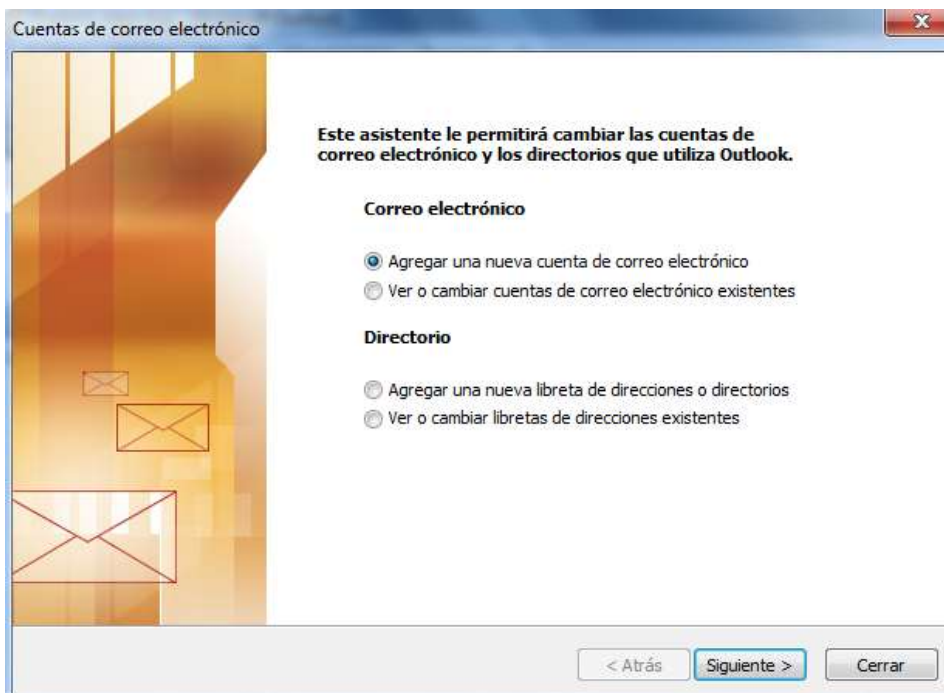 Cuentas de correo electrónico
Este asistente le permitirá cambiar las cuentas de
correo electrónico y los directorios que utiliza Outlook.
Correo electrónico
Agregar una nueva cuenta de correo electrónico
Ver o cambiar cuentas de correo electrónico existentes
Directorio
Agregar una nueva libreta de direcciones o directorios
Ver o cambiar libretas de direcciones existentes
< Atrás
Siguiente >
Cerrar